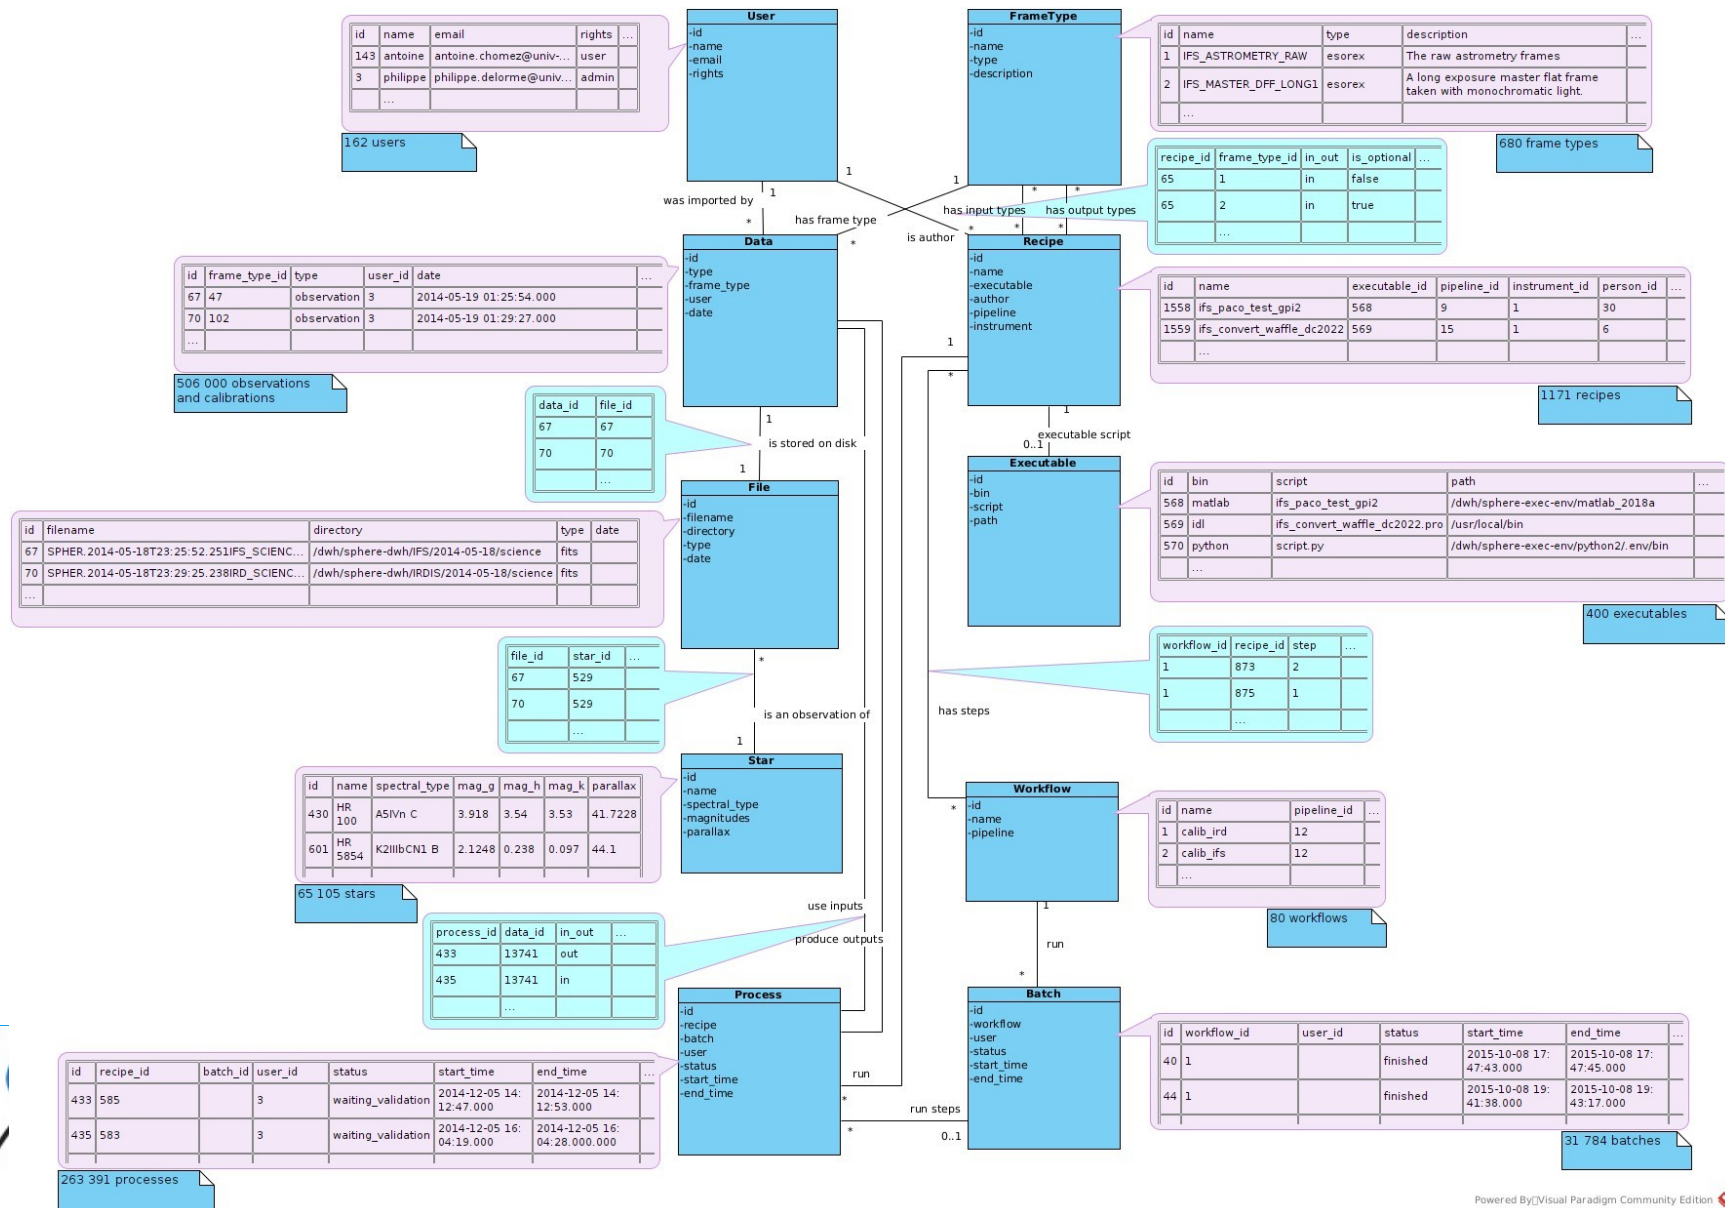 User
-id
-name
-email
-rights
id name email rights ...
143 antoine antoine.chomez@univ-... user
3 philippe philippe.delorme@univ... admin
...
162 users
FrameType
-id
-name
-type
-description
id name type description ...
1 IFS_ASTROMETRY_RAW esorex The raw astrometry frames
2 IFS_MASTER_DFF_LONG1 esorex A long exposure master flat frame
taken with monochromatic light.
...
680 frame types
recipe_id frame_type_id in_out is_optional ...
65 1 in false
65 2 in true
...
1
1
was imported by
*
1
1
has frame type
*
is author
*
*
*
has input types
has output types
*
*
Data
-id
-type
-frame_type
-user
-date
id frame_type_id type user_id date ...
67 47 observation 3 2014-05-19 01:25:54.000
70 102 observation 3 2014-05-19 01:29:27.000
...
506 000 observations
and calibrations
Recipe
-id
-name
-executable
-author
-pipeline
-instrument
id name executable_id pipeline_id instrument_id person_id ...
1558 ifs_paco_test_gpi2 568 9 1 30
1559 ifs_convert_waffle_dc2022 569 15 1 6
...
1171 recipes
1
*
data_id file_id
67 67
70 70
...
1
is stored on disk
1
1
executable script
0..1
File
-id
-filename
-directory
-type
-date
id filename directory type date
67 SPHER.2014-05-18T23:25:52.251IFS_SCIENC... /dwh/sphere-dwh/IFS/2014-05-18/science fits
70 SPHER.2014-05-18T23:29:25.238IRD_SCIENC... /dwh/sphere-dwh/IRDIS/2014-05-18/science fits
...
Executable
-id
-bin
-script
-path
id bin script path ...
568 matlab ifs_paco_test_gpi2 /dwh/sphere-exec-env/matlab_2018a
569 idl ifs_convert_waffle_dc2022.pro /usr/local/bin
570 python script.py /dwh/sphere-exec-env/python2/.env/bin
...
400 executables
file_id star_id ...
67 529
70 529
...
*
is an observation of
1
workflow_id recipe_id step ...
1 873 2
1 875 1
...
has steps
*
Star
-id
-name
-spectral_type
-magnitudes
-parallax
id name spectral_type mag_g mag_h mag_k parallax
430 HR
100 A5IVn C 3.918 3.54 3.53 41.7228
601 HR
5854 K2IIIbCN1 B 2.1248 0.238 0.097 44.1
65 105 stars
Workflow
-id
-name
-pipeline
id name pipeline_id ...
1 calib_ird 12
2 calib_ifs 12
...
80 workflows
process_id data_id in_out ...
433 13741 out
435 13741 in
...
use inputs
produce outputs
1
run
*
Process
-id
-recipe
-batch
-user
-status
-start_time
-end_time
id recipe_id batch_id user_id status start_time end_time ...
433 585 3 waiting_validation 2014-12-05 14:
12:47.000 2014-12-05 14:
12:53.000
435 583 3 waiting_validation 2014-12-05 16:
04:19.000 2014-12-05 16:
04:28.000.000
263 391 processes
run
*
run steps
*
0..1
Batch
-id
-workflow
-user
-status
-start_time
-end_time
id workflow_id user_id status start_time end_time ...
40 1 finished 2015-10-08 17:
47:43.000 2015-10-08 17:
47:45.000
44 1 finished 2015-10-08 19:
41:38.000 2015-10-08 19:
43:17.000
31 784 batches
Powered By Visual Paradigm Community Edition